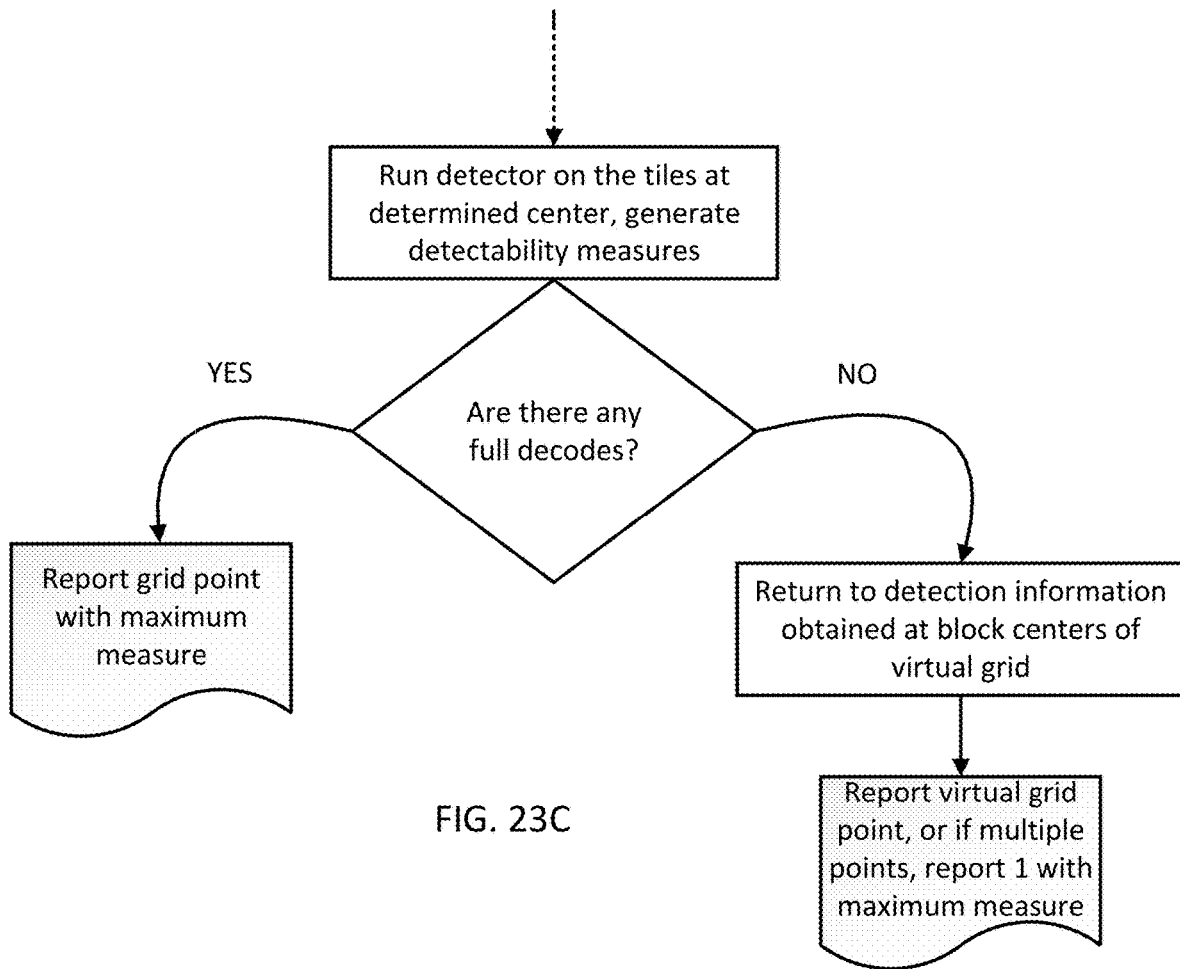 Run detector on the tiles at
determined center, generate
detectability measures
YES
NO
Are there any
full decodes?
Report grid point
with maximum
measure
Return to detection information
obtained at block centers of
virtual grid
FIG. 23C
Report virtual grid
point, or if multiple
points, report 1 with
maximum measure